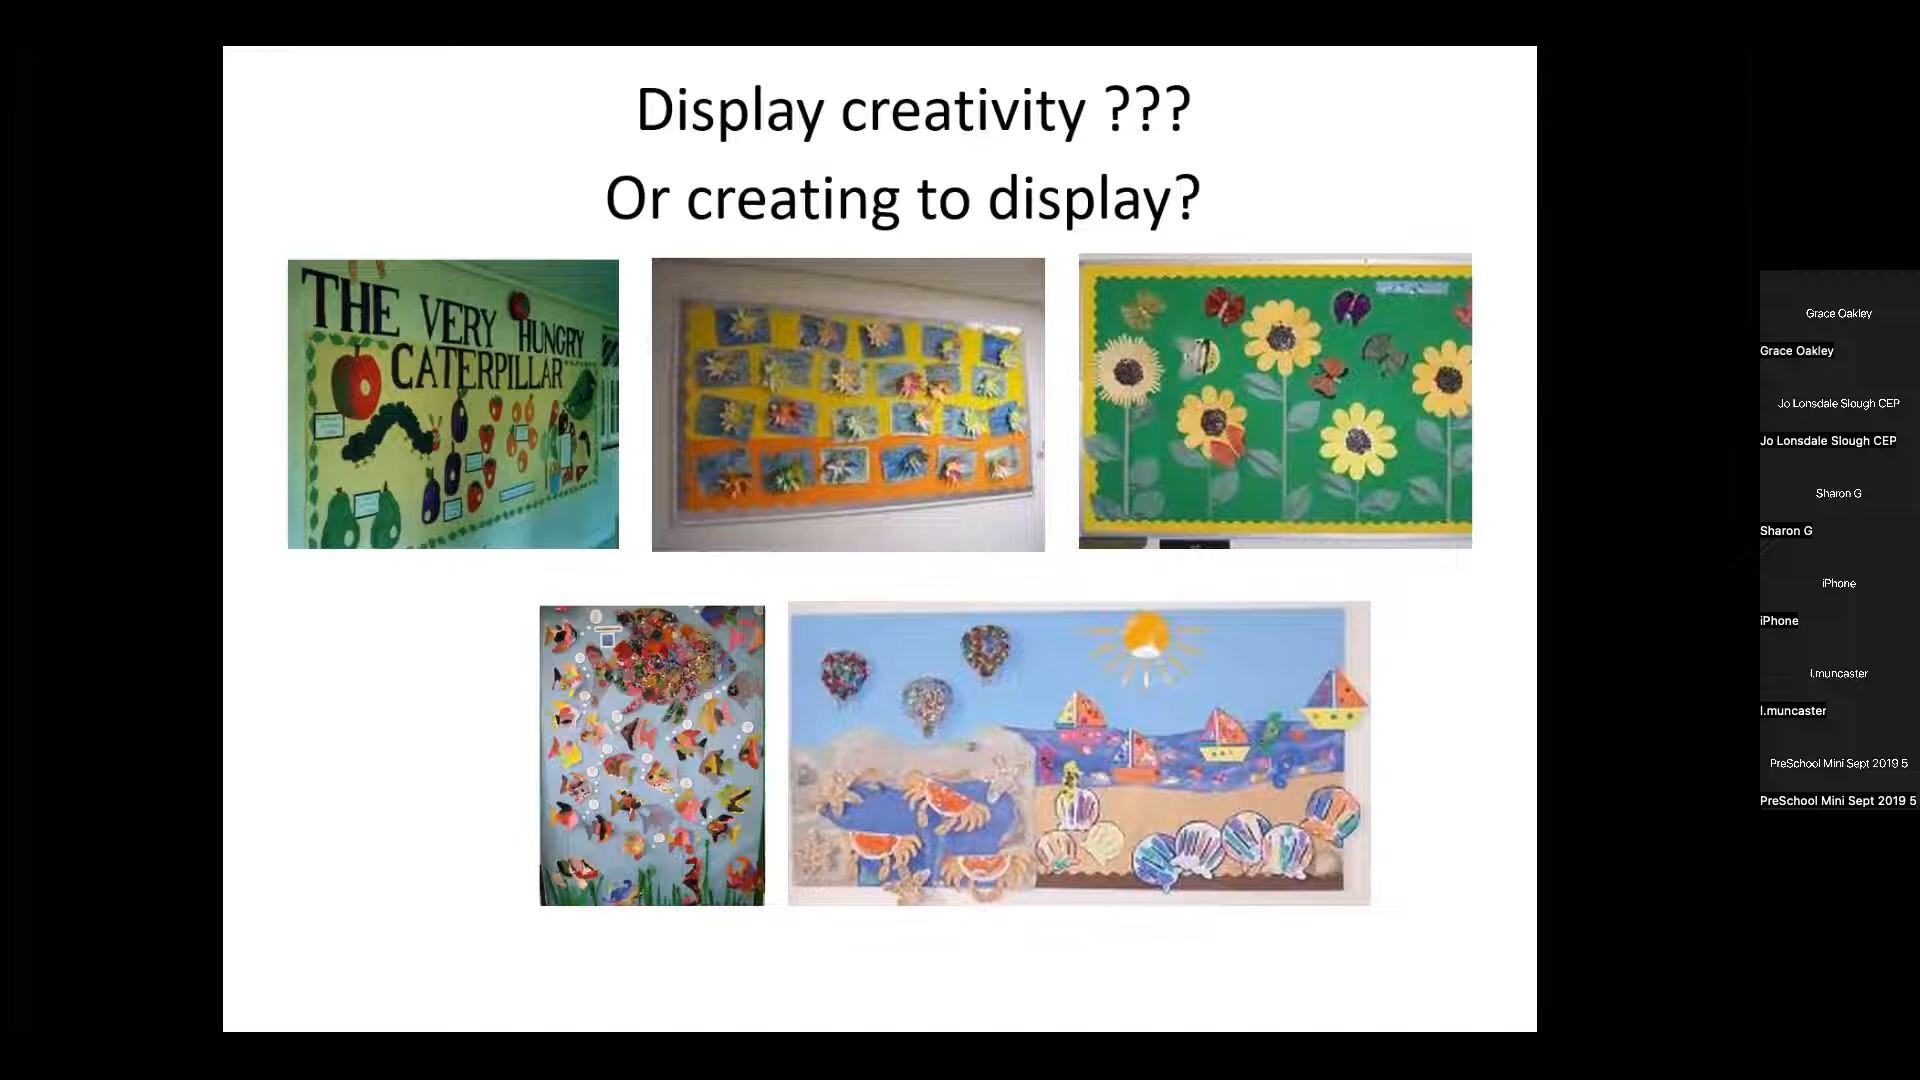 Display creativity ???
Or creating to display?
THE VERY HUNGRY
CATERPILLAR
Grace Oakley
Grace Oakley
Jo Lonsdale Slough CEP
Jo Lonsdale Slough CEP
Sharon G
Sharon G
iPhone
iPhone
l.muncaster
l.muncaster
PreSchool Mini Sept 2019 5
PreSchool Mini Sept 2019 5